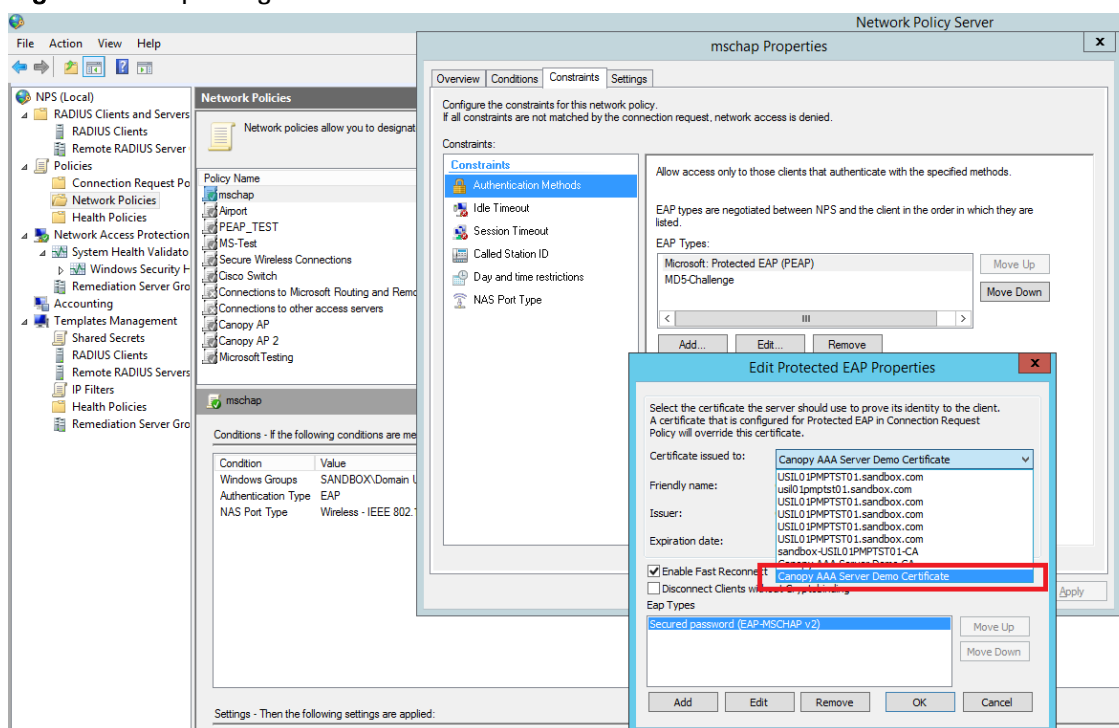 Network Policy Server
File Action View Help
NPS (Local)
RADIUS Clients and Servers
RADIUS Clients
Remote RADIUS Server
Policies
Connection Request Po
Network Policies
Health Policies
Network Access Protection
System Health Validato
Windows Security H
Remediation Server Gro
Accounting
Templates Management
Shared Secrets
RADIUS Clients
Remote RADIUS Servers
IP Filters
Health Policies
Remediation Server Gro
Network Policies
Network policies allow you to designat
Policy Name
mschap
Airport
PEAP_TEST
MS-Test
Secure Wireless Connections
Cisco Switch
Connections to Microsoft Routing and Remo
Connections to other access servers
Canopy AP
Canopy AP 2
Microsoft Testing
mschap
Conditions - If the following conditions are me
Condition Value
Windows Groups SANDBOX\Domain U
Authentication Type EAP
NAS Port Type Wireless - IEEE 802.1
Settings - Then the following settings are applied:
mschap Properties
x
Overview Conditions Constraints Settings
Configure the constraints for this network policy.
If all constraints are not matched by the connection request, network access is denied.
Constraints:
Constraints
Authentication Methods
Idle Timeout
Session Timeout
Called Station ID
Day and time restrictions
NAS Port Type
Allow access only to those clients that authenticate with the specified methods.
EAP types are negotiated between NPS and the client in the order in which they are
listed.
EAP Types:
Microsoft: Protected EAP (PEAP)
MD5-Challenge
Move Up
Move Down
Add... Edit... Remove
Apply
Edit Protected EAP Properties
x
Select the certificate the server should use to prove its identity to the client.
A certificate that is configured for Protected EAP in Connection Request
Policy will override this certificate.
Certificate issued to: Canopy AAA Server Demo Certificate
Friendly name:
Issuer:
Expiration date:
USIL01PMPTST01.sandbox.com
usil01pmptst01.sandbox.com
USIL01PMPTST01.sandbox.com
USIL01PMPTST01.sandbox.com
USIL01PMPTST01.sandbox.com
sandbox-USIL01PMPTST01-CA
Canopy AAA Server Demo CA
Canopy AAA Server Demo Certificate
Enable Fast Reconnect
Disconnect Clients without Cryptobinding
Eap Types
Secured password (EAP-MSCHAP v2)
Move Up
Move Down
Add Edit Remove OK Cancel